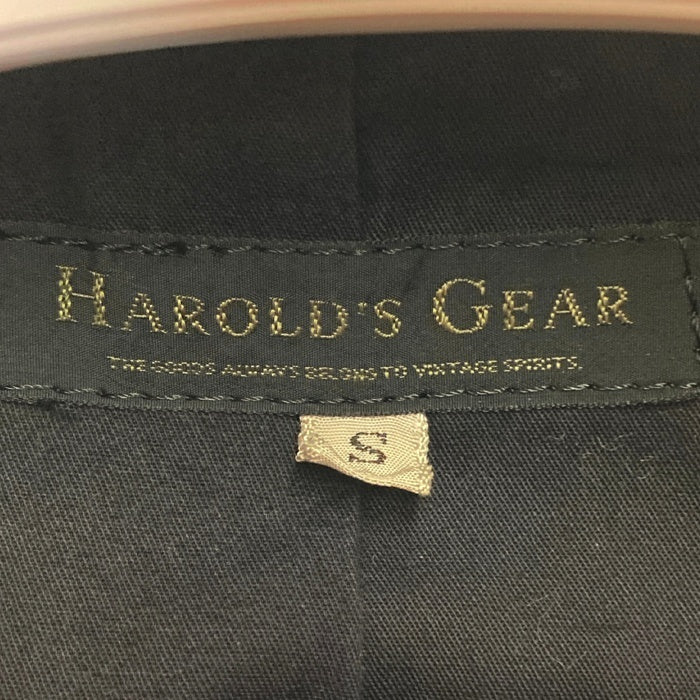 HAROLD'S GEAR
THE GOODS ALWAYS BELONGS TO VINTAGE SPIRITS.
S